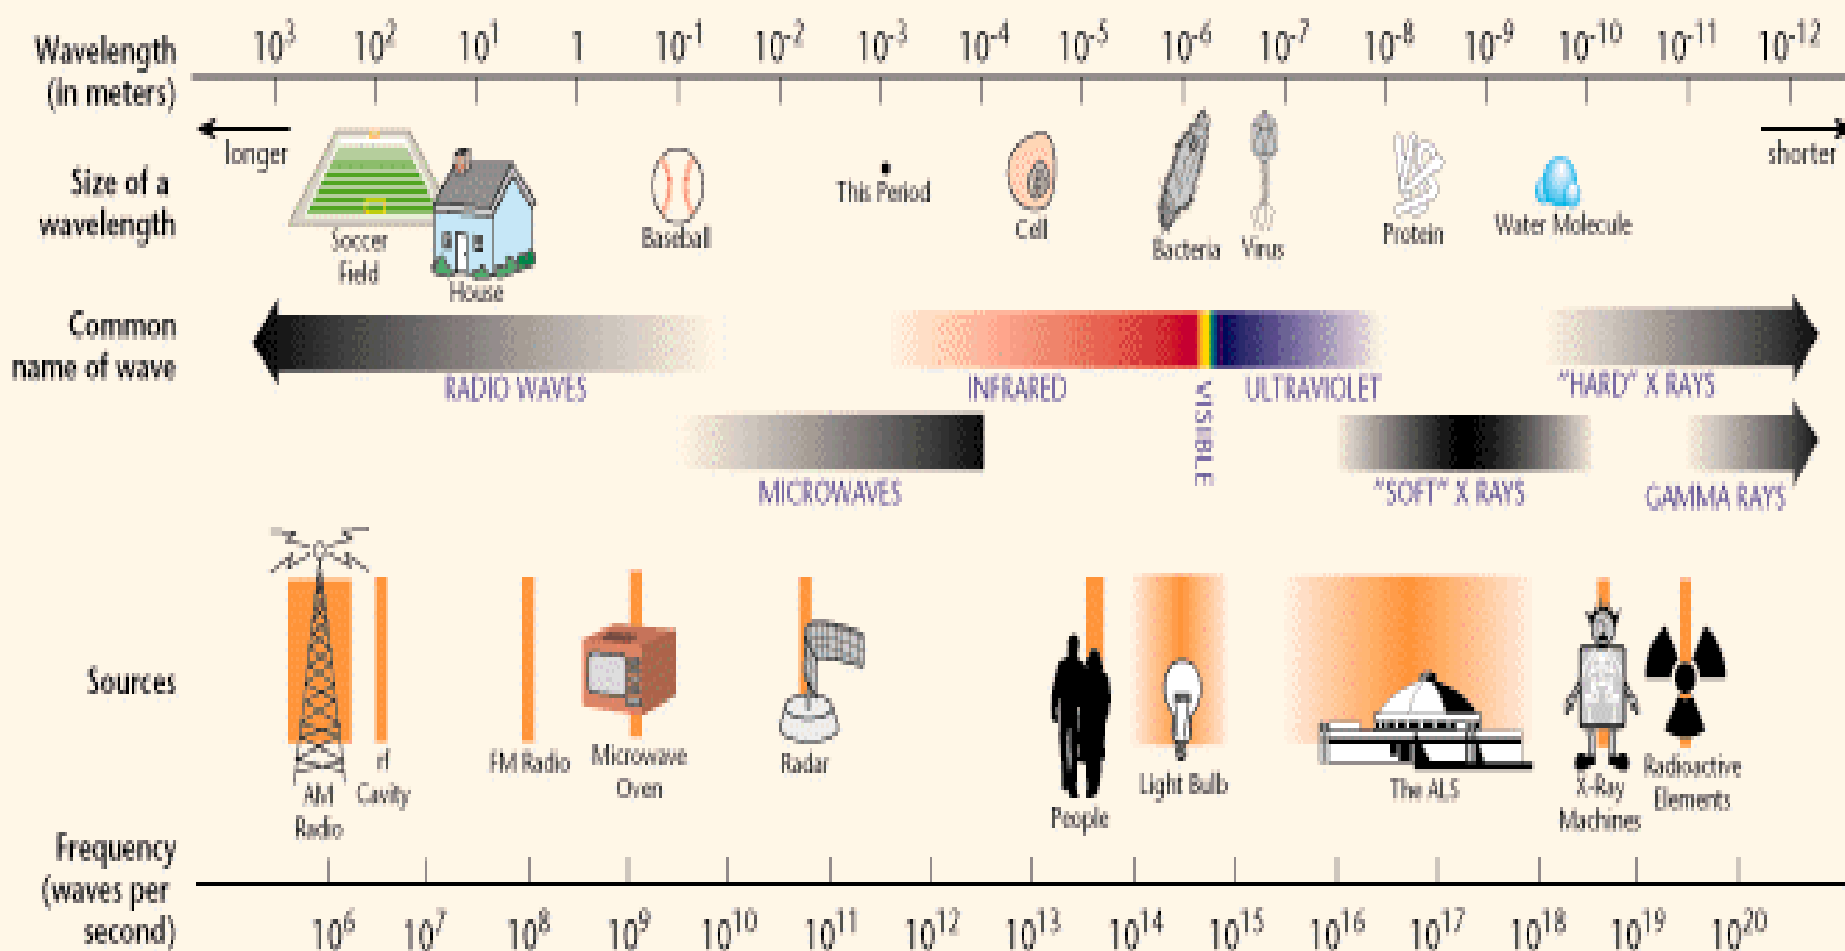 Wavelength
(in meters)
10³ 10² 10¹ 1 10⁻¹ 10⁻² 10⁻³ 10⁻⁴ 10⁻⁵ 10⁻⁶ 10⁻⁷ 10⁻⁸ 10⁻⁹ 10⁻¹⁰ 10⁻¹¹ 10⁻¹²
longer
shorter
Size of a
wavelength
Soccer
Field
House
Baseball
This Period
Cell
Bacteria
Virus
Protein
Water Molecule
Common
name of wave
RADIO WAVES
INFRARED
VISIBLE
ULTRAVIOLET
"HARD" X RAYS
MICROWAVES
"SOFT" X RAYS
GAMMA RAYS
Sources
AM
Radio
rf
Cavity
FM Radio
Microwave
Oven
Radar
People
Light Bulb
The ALS
X-Ray
Machines
Radioactive
Elements
Frequency
(waves per
second)
10⁶ 10⁷ 10⁸ 10⁹ 10¹⁰ 10¹¹ 10¹² 10¹³ 10¹⁴ 10¹⁵ 10¹⁶ 10¹⁷ 10¹⁸ 10¹⁹ 10²⁰